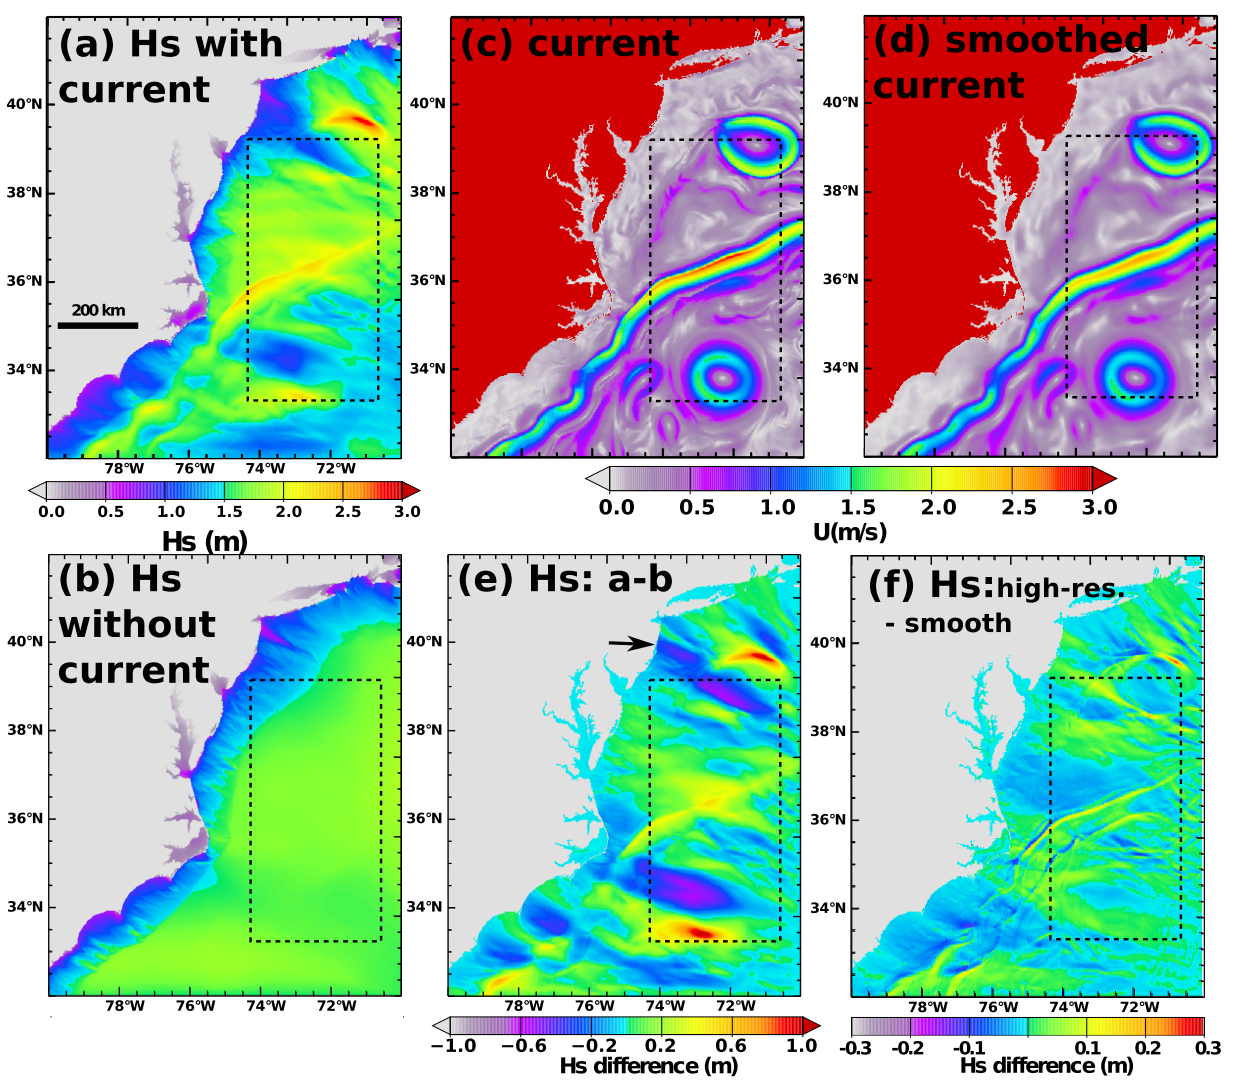 (a) Hs with
current
40°N
38°N
36°N
34°N
200 km
78°W 76°W 74°W 72°W
0.0 0.5 1.0 1.5 2.0 2.5 3.0
Hs (m)
(c) current
40°N
38°N
36°N
34°N
(d) smoothed
current
40°N
38°N
36°N
34°N
0.0 0.5 1.0 1.5 2.0 2.5 3.0
U(m/s)
(b) Hs
without
current
40°N
38°N
36°N
34°N
78°W 76°W 74°W 72°W
(e) Hs: a-b
40°N
38°N
36°N
34°N
78°W 76°W 74°W 72°W
−1.0 −0.6 −0.2 0.2 0.6 1.0
Hs difference (m)
(f) Hs:high-res.
- smooth
40°N
38°N
36°N
34°N
78°W 76°W 74°W 72°W
-0.3 -0.2 -0.1 0.1 0.2 0.3
Hs difference (m)